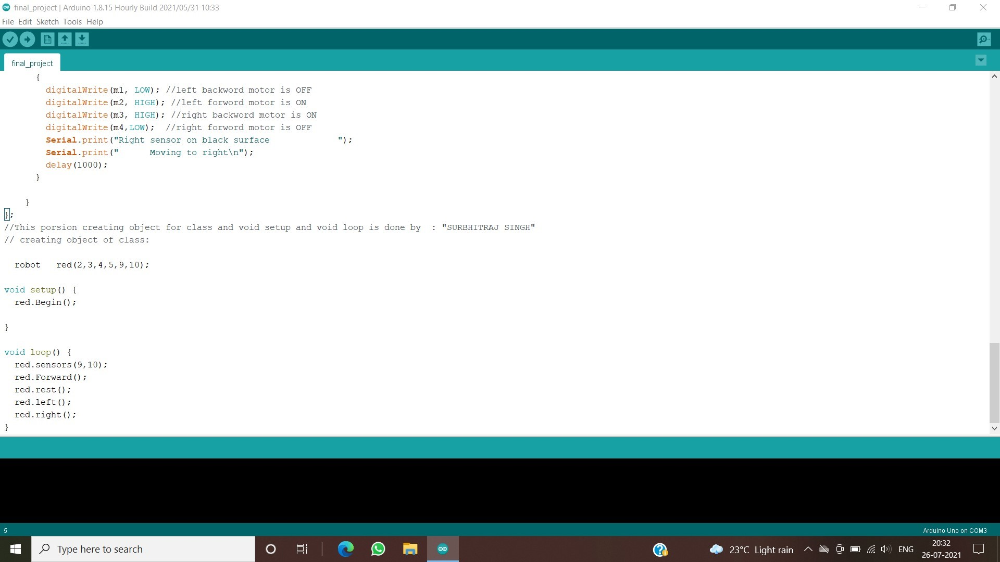 final_project | Arduino 1.8.15 Hourly Build 2021/05/31 10:33
File Edit Sketch Tools Help
final_project
{
digitalWrite(m1, LOW); //left backword motor is OFF
digitalWrite(m2, HIGH); //left forword motor is ON
digitalWrite(m3, HIGH); //right backword motor is ON
digitalWrite(m4,LOW);  //right forword motor is OFF
Serial.print("Right sensor on black surface             ");
Serial.print("      Moving to right\n");
delay(1000);
}
}
};
//This porsion creating object for class and void setup and void loop is done by  : "SURBHITRAJ SINGH"
// creating object of class:
robot   red(2,3,4,5,9,10);
void setup() {
red.Begin();
}
void loop() {
red.sensors(9,10);
red.Forward();
red.rest();
red.left();
red.right();
}
5
Arduino Uno on COM3
Type here to search
23°C Light rain
ENG
20:32
26-07-2021